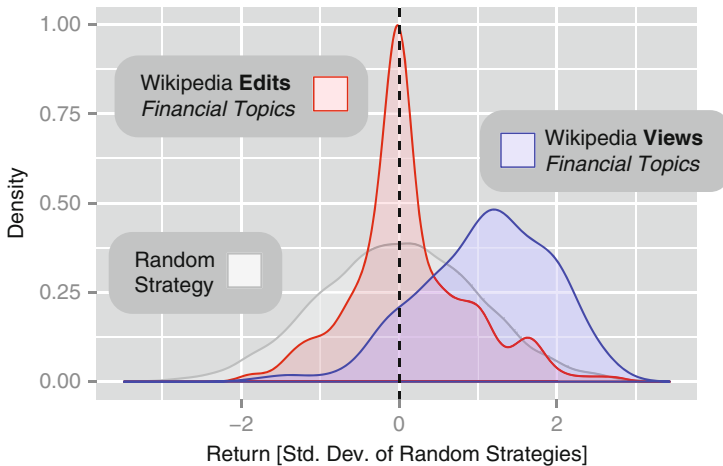 1.00
Wikipedia Edits
Financial Topics
0.75
Wikipedia Views
Financial Topics
Density
0.50
Random
Strategy
0.25
0.00
−2
0
2
Return [Std. Dev. of Random Strategies]